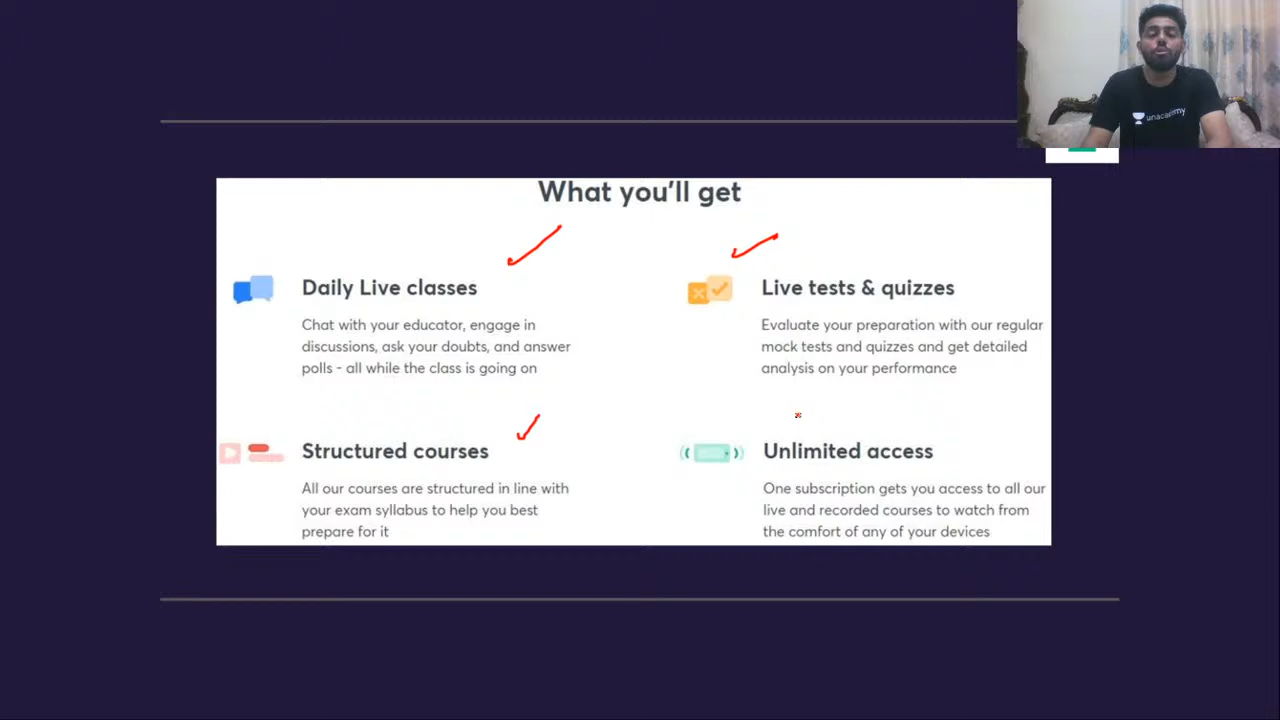 unacademy
What you'll get
Daily Live classes
Chat with your educator, engage in
discussions, ask your doubts, and answer
polls - all while the class is going on
Live tests & quizzes
Evaluate your preparation with our regular
mock tests and quizzes and get detailed
analysis on your performance
Structured courses
All our courses are structured in line with
your exam syllabus to help you best
prepare for it
Unlimited access
One subscription gets you access to all our
live and recorded courses to watch from
the comfort of any of your devices